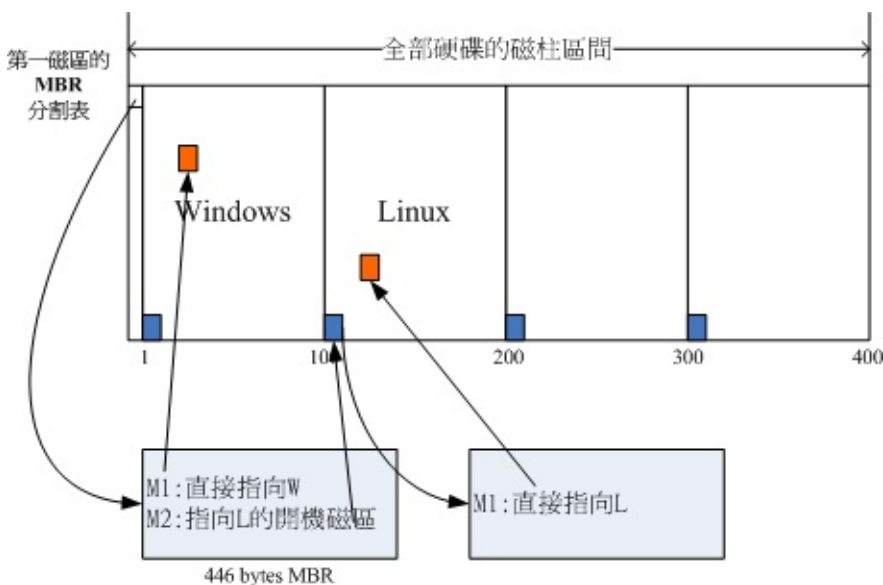 全部硬碟的磁柱區間
第一磁區的
MBR
分割表
Windows
Linux
1
100
200
300
400
M1:直接指向W
M2:指向L的開機磁區
M1:直接指向L
446 bytes MBR